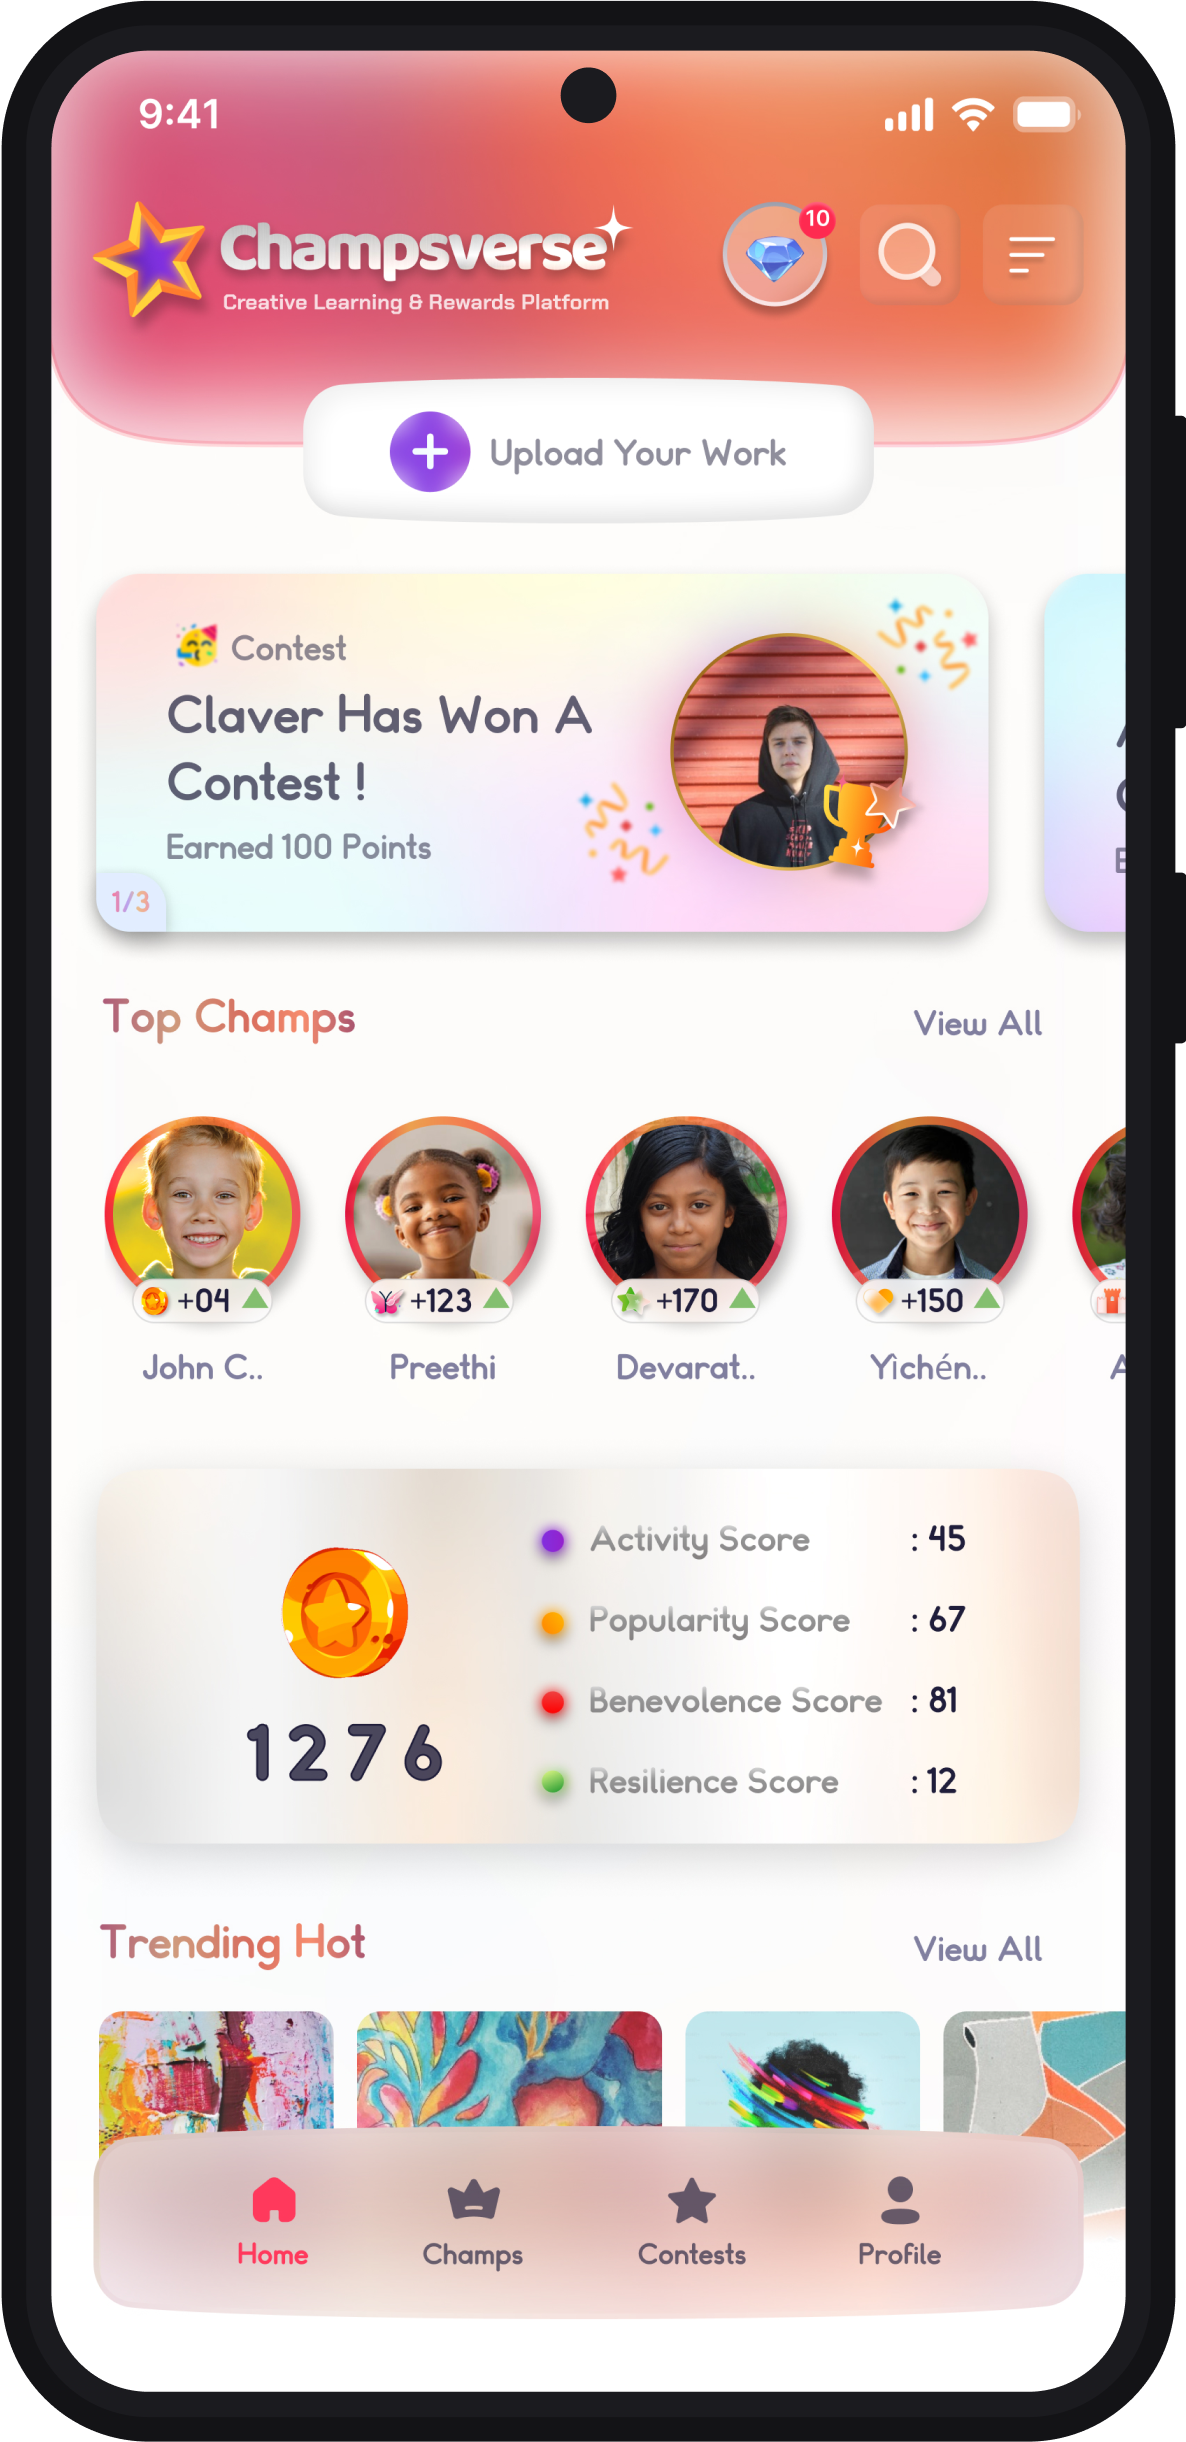 9:41
Champsverse
Creative Learning & Rewards Platform
10
Upload Your Work
Contest
Claver Has Won A
Contest !
Earned 100 Points
1/3
Top Champs
View All
+04
+123
+170
+150
John C..
Preethi
Devarat..
Yìchén..
Activity Score : 45
Popularity Score : 67
Benevolence Score : 81
Resilience Score : 12
1276
Trending Hot
View All
Home
Champs
Contests
Profile